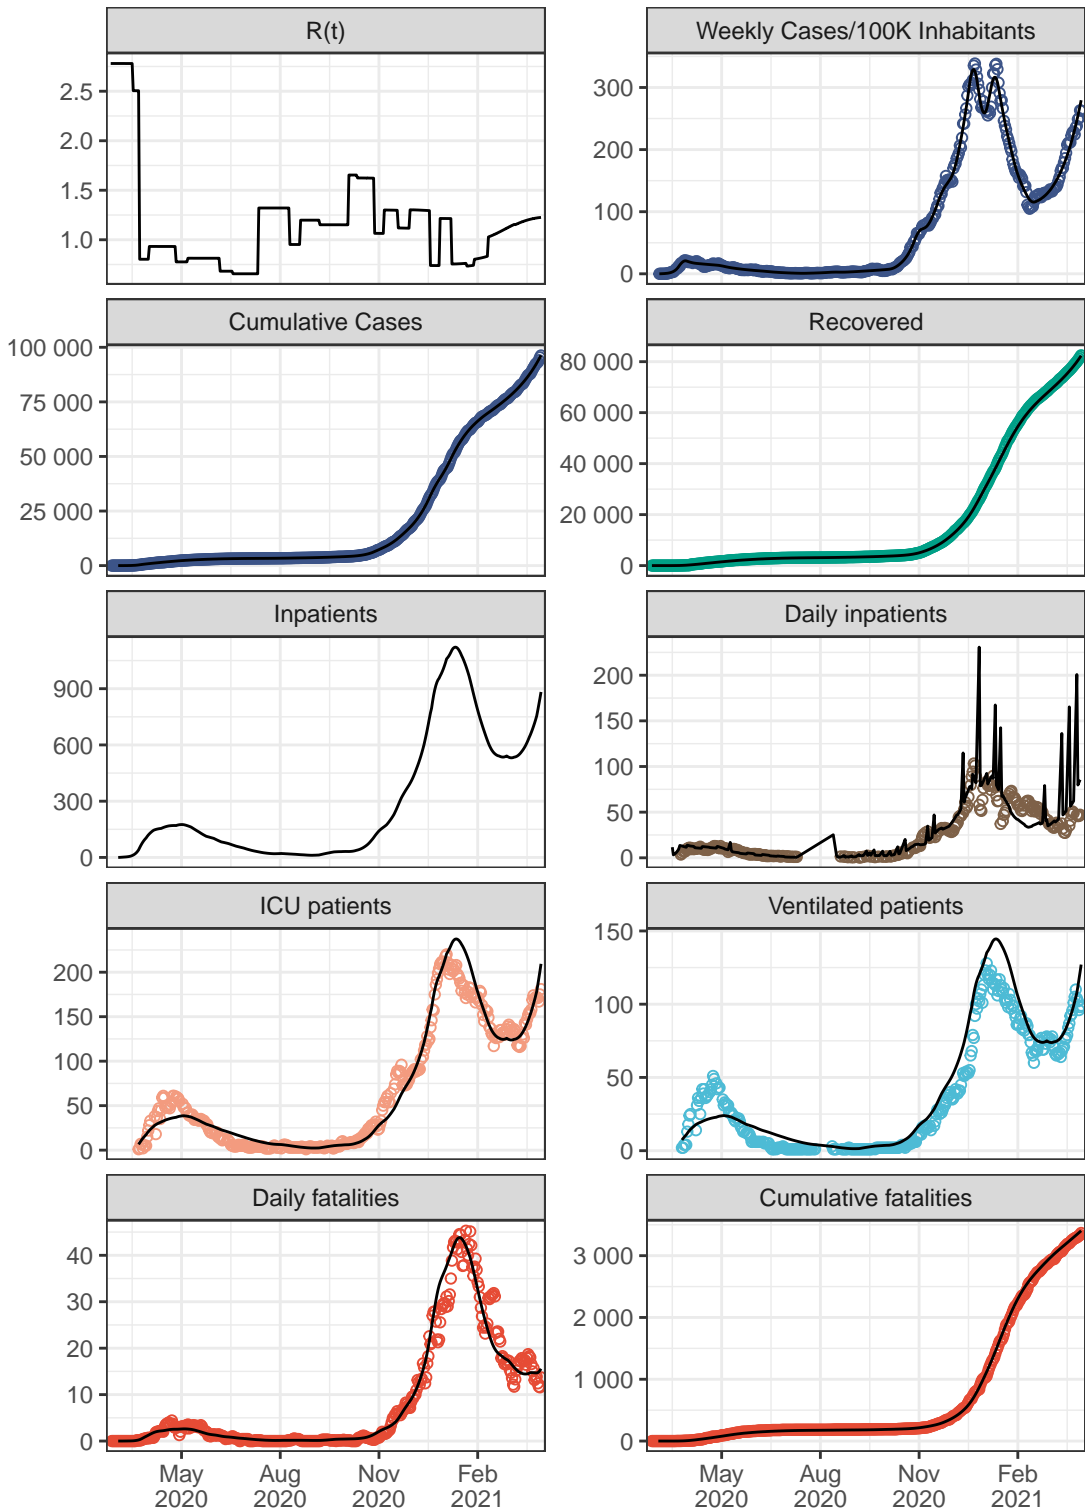 R(t)
Weekly Cases/100K Inhabitants
2.5
2.0
1.5
1.0
300
200
100
0
Cumulative Cases
Recovered
100 000
75 000
50 000
25 000
0
80 000
60 000
40 000
20 000
0
Inpatients
Daily inpatients
900
600
300
0
200
150
100
50
0
ICU patients
Ventilated patients
200
150
100
50
0
150
100
50
0
Daily fatalities
Cumulative fatalities
40
30
20
10
0
3 000
2 000
1 000
0
May
2020
Aug
2020
Nov
2020
Feb
2021
May
2020
Aug
2020
Nov
2020
Feb
2021